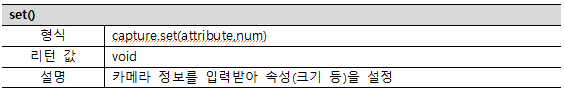 set()
형식 capture.set(attribute,num)
리턴 값 void
설명 카메라 정보를 입력받아 속성(크기 등)을 설정